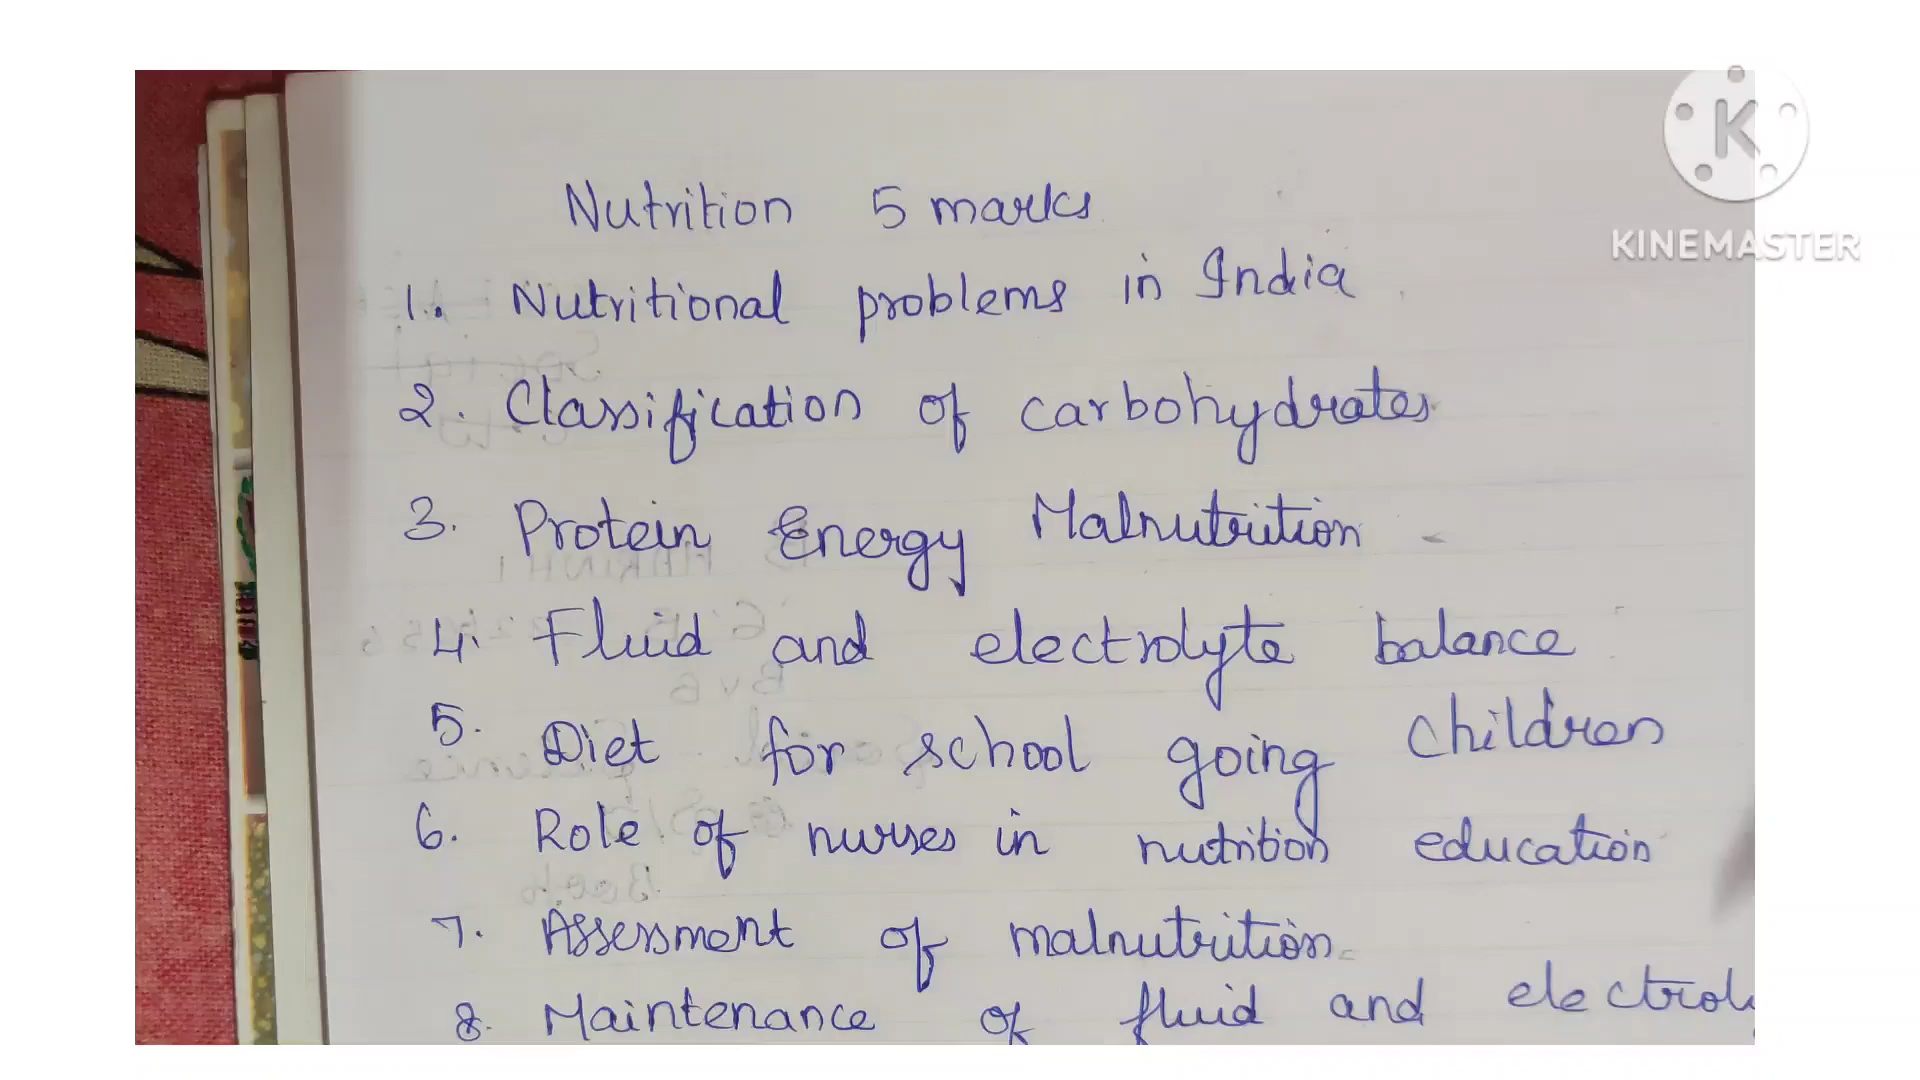 Nutrition 5 marks
1. Nutritional problems in India
2. Classification of carbohydrates
3. Protein Energy Malnutrition
4. Fluid and electrolyte balance
5. Diet for school going children
6. Role of nurses in nutrition education
7. Assessment of malnutrition
8. Maintenance of fluid and electroly
K
KINEMASTER